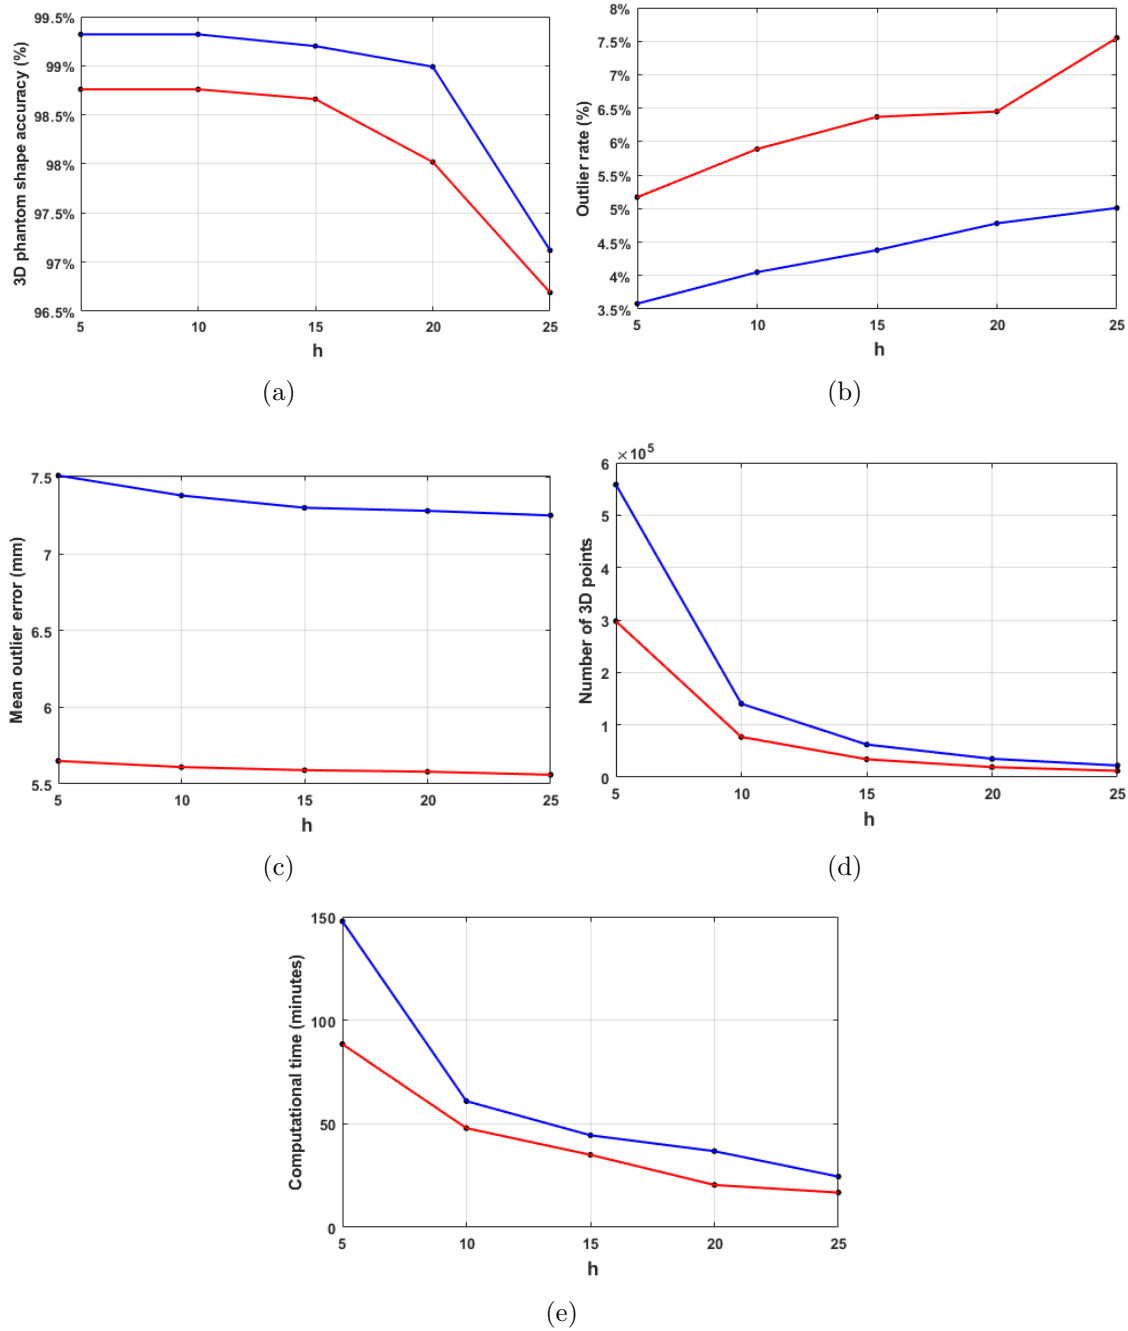 99.5%
99%
98.5%
98%
97.5%
97%
96.5%
3D phantom shape accuracy (%)
5 10 15 20 25
h
(a)
8%
7.5%
7%
6.5%
6%
5.5%
5%
4.5%
4%
3.5%
Outlier rate (%)
5 10 15 20 25
h
(b)
7.5
7
6.5
6
5.5
Mean outlier error (mm)
5 10 15 20 25
h
(c)
×10⁵
6
5
4
3
2
1
0
Number of 3D points
5 10 15 20 25
h
(d)
150
100
50
0
Computational time (minutes)
5 10 15 20 25
h
(e)